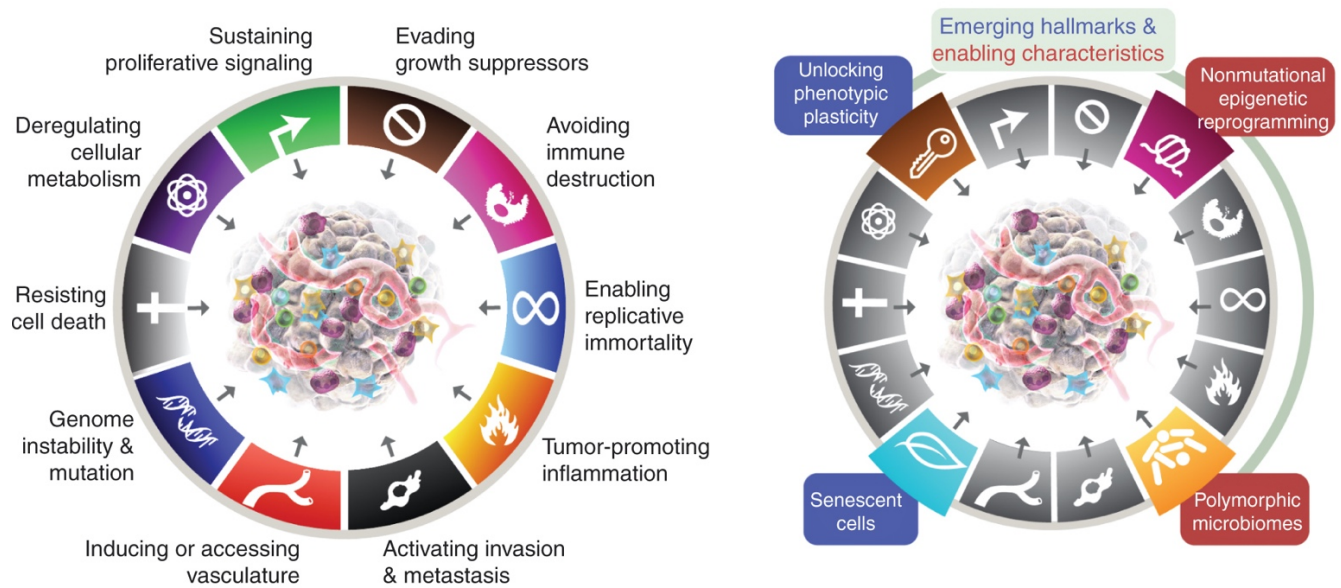 Sustaining
proliferative signaling
Evading
growth suppressors
Avoiding
immune
destruction
Enabling
replicative
immortality
Tumor-promoting
inflammation
Activating invasion
& metastasis
Inducing or accessing
vasculature
Genome
instability &
mutation
Resisting
cell death
Deregulating
cellular
metabolism
Emerging hallmarks &
enabling characteristics
Unlocking
phenotypic
plasticity
Nonmutational
epigenetic
reprogramming
Senescent
cells
Polymorphic
microbiomes